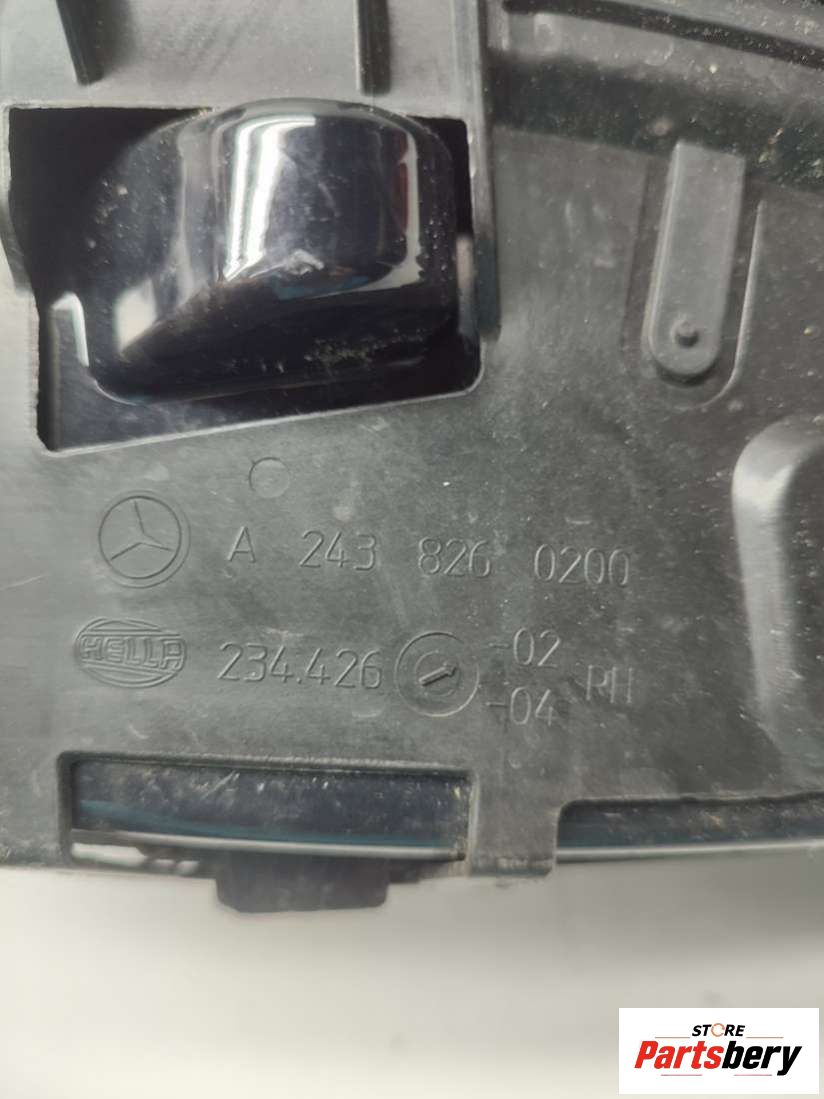 A 243 826 0200
HELLA 234.426 -02 RH
-04
STORE
Partsbery